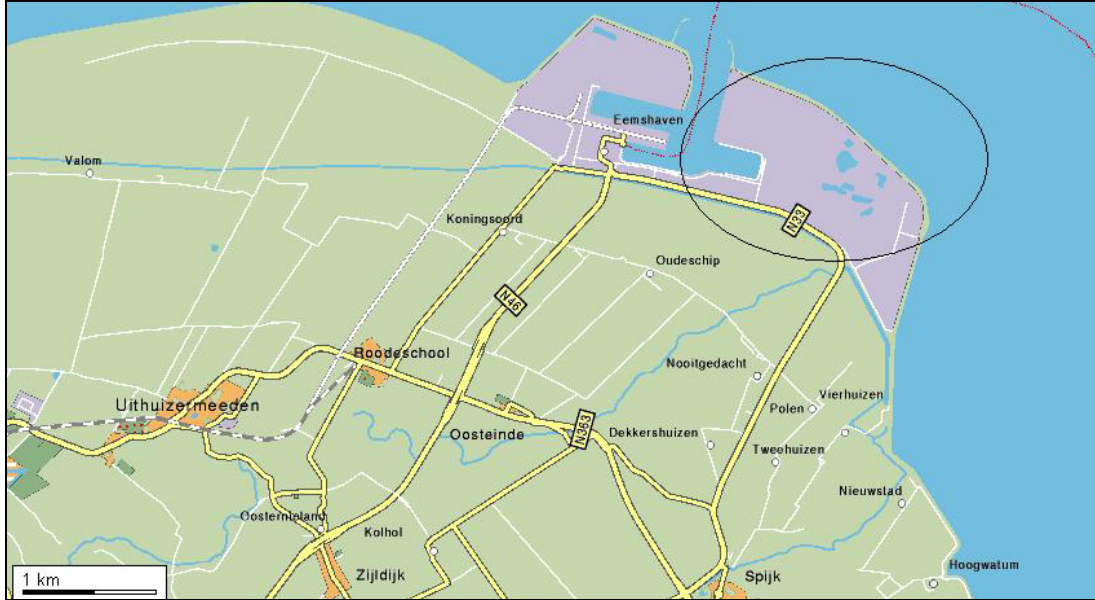 Eemshaven
Valom
Koningsoord
N33
Oudeschip
N46
Roodeschool
Nooitgedacht
Uithuizermeeden
Vierhuizen
Polen
N363
Oosteinde
Dekkershuizen
Tweehuizen
Nieuwstad
Oosternieland
Kolhol
Hoogwatum
Zijldijk
Spijk
1 km